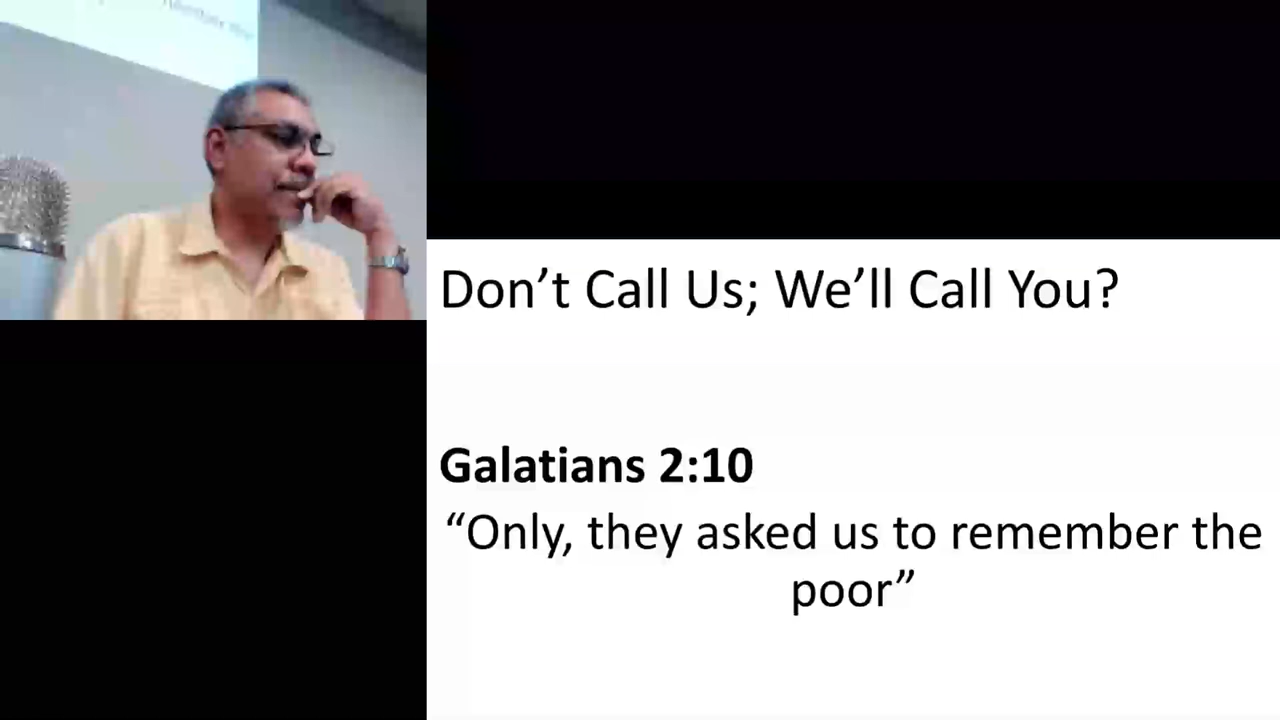 Don’t Call Us; We’ll Call You?
Galatians 2:10
“Only, they asked us to remember the
poor”